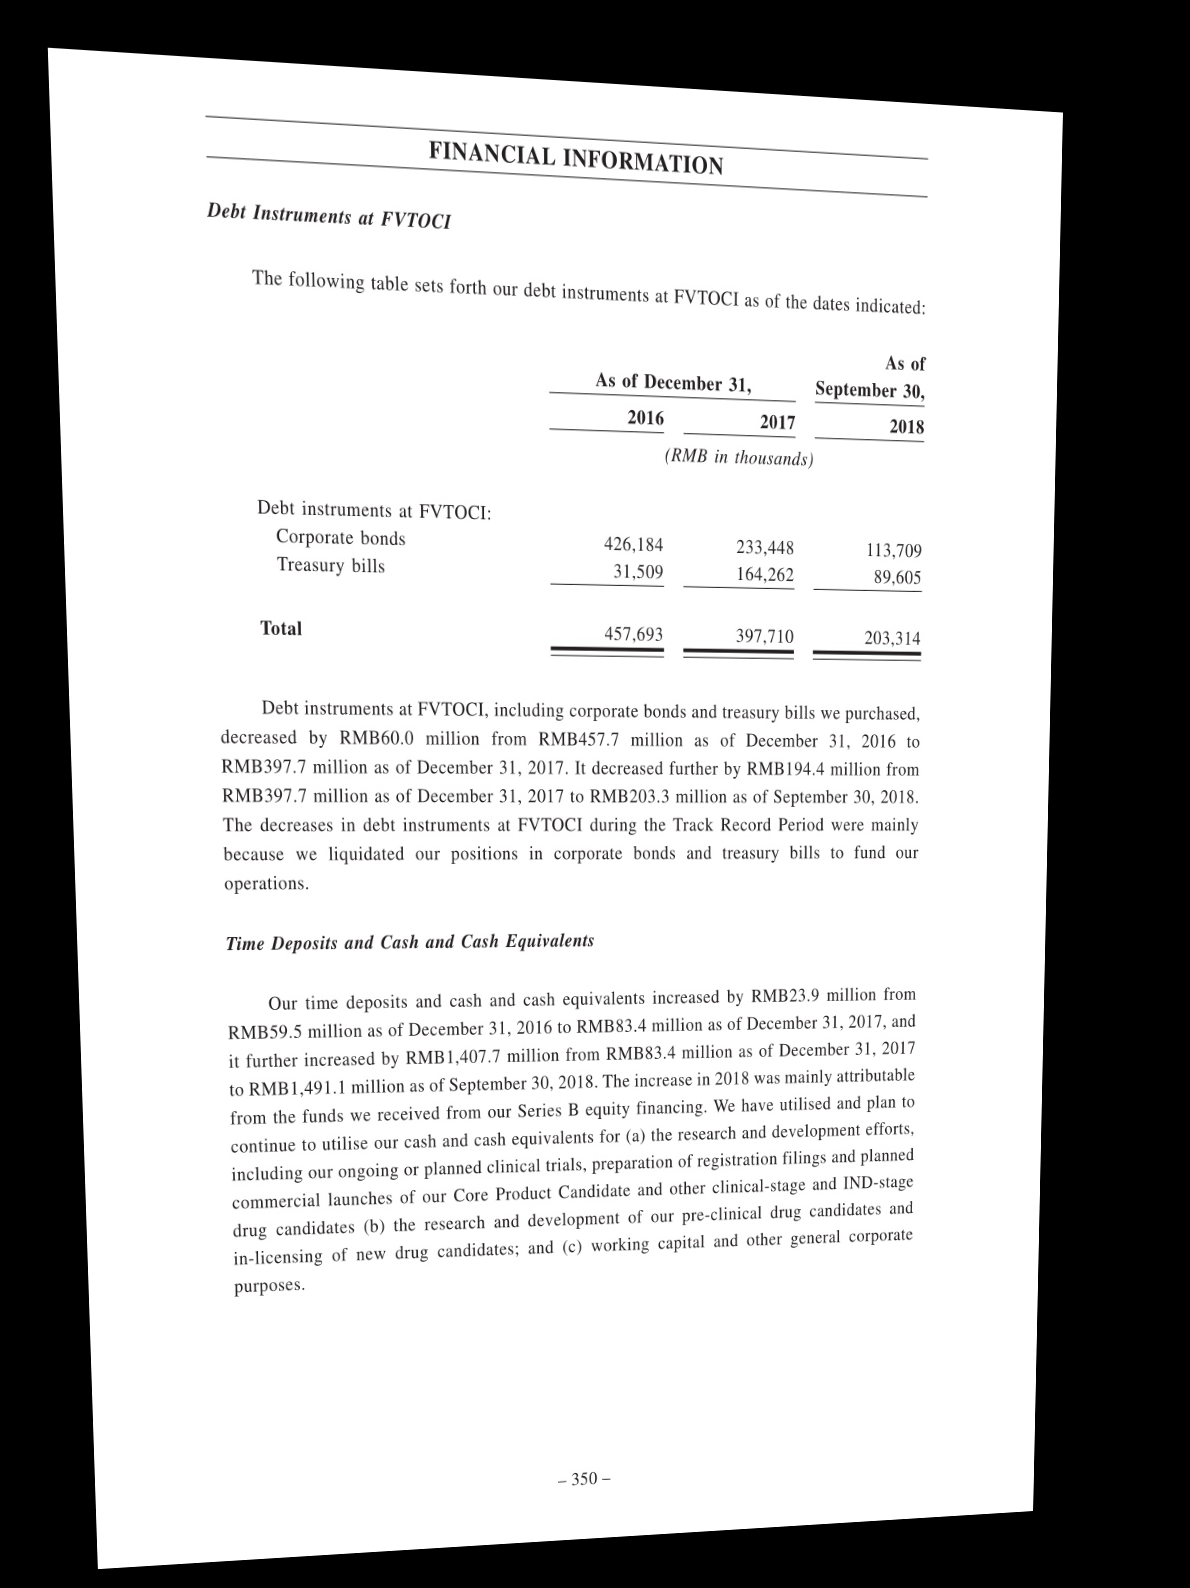 FINANCIAL INFORMATION
Debt Instruments at FVTOCI
The following table sets forth our debt instruments at FVTOCI as of the dates indicated:
As of
As of December 31, September 30,
2016 2017 2018
(RMB in thousands)
Debt instruments at FVTOCI:
Corporate bonds 426,184 233,448 113,709
Treasury bills 31,509 164,262 89,605
Total 457,693 397,710 203,314
Debt instruments at FVTOCI, including corporate bonds and treasury bills we purchased,
decreased by RMB60.0 million from RMB457.7 million as of December 31, 2016 to
RMB397.7 million as of December 31, 2017. It decreased further by RMB194.4 million from
RMB397.7 million as of December 31, 2017 to RMB203.3 million as of September 30, 2018.
The decreases in debt instruments at FVTOCI during the Track Record Period were mainly
because we liquidated our positions in corporate bonds and treasury bills to fund our
operations.
Time Deposits and Cash and Cash Equivalents
Our time deposits and cash and cash equivalents increased by RMB23.9 million from
RMB59.5 million as of December 31, 2016 to RMB83.4 million as of December 31, 2017, and
it further increased by RMB1,407.7 million from RMB83.4 million as of December 31, 2017
to RMB1,491.1 million as of September 30, 2018. The increase in 2018 was mainly attributable
from the funds we received from our Series B equity financing. We have utilised and plan to
continue to utilise our cash and cash equivalents for (a) the research and development efforts,
including our ongoing or planned clinical trials, preparation of registration filings and planned
commercial launches of our Core Product Candidate and other clinical-stage and IND-stage
drug candidates (b) the research and development of our pre-clinical drug candidates and
in-licensing of new drug candidates; and (c) working capital and other general corporate
purposes.
– 350 –